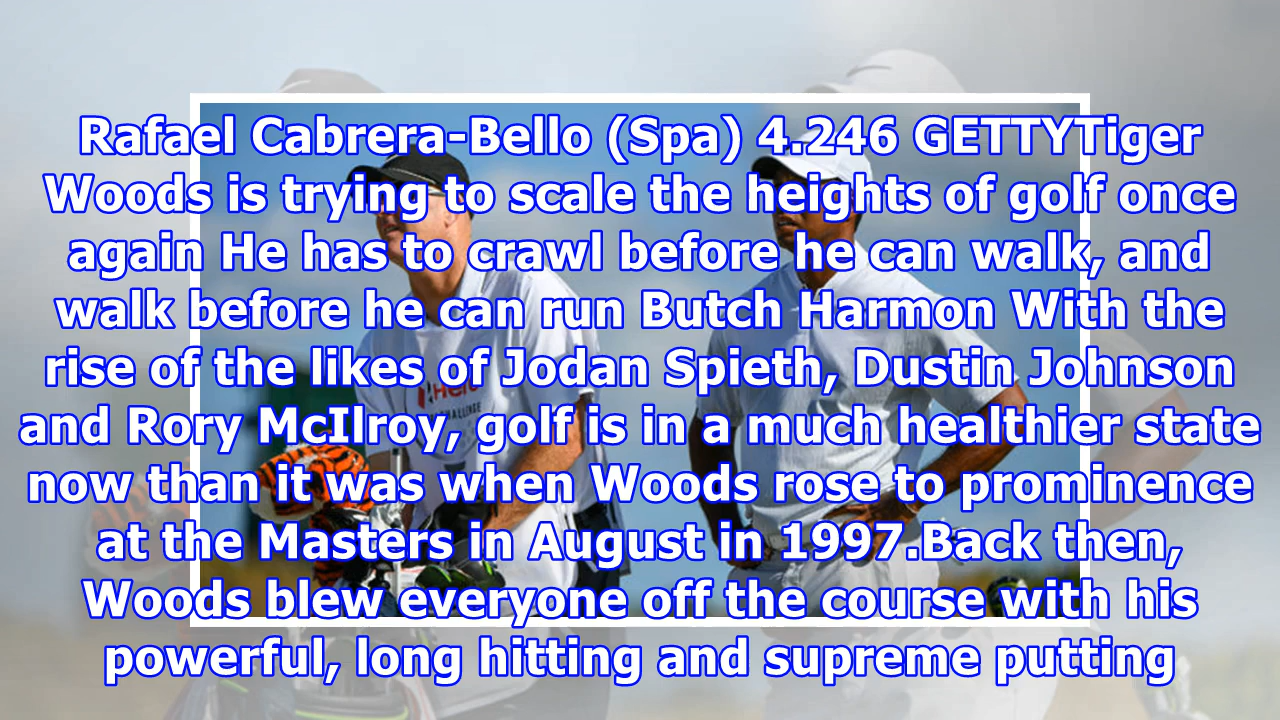 Rafael Cabrera-Bello (Spa) 4.246 GETTYTiger
Woods is trying to scale the heights of golf once
again He has to crawl before he can walk, and
walk before he can run Butch Harmon With the
rise of the likes of Jodan Spieth, Dustin Johnson
and Rory McIlroy, golf is in a much healthier state
now than it was when Woods rose to prominence
at the Masters in August in 1997.Back then,
Woods blew everyone off the course with his
powerful, long hitting and supreme putting